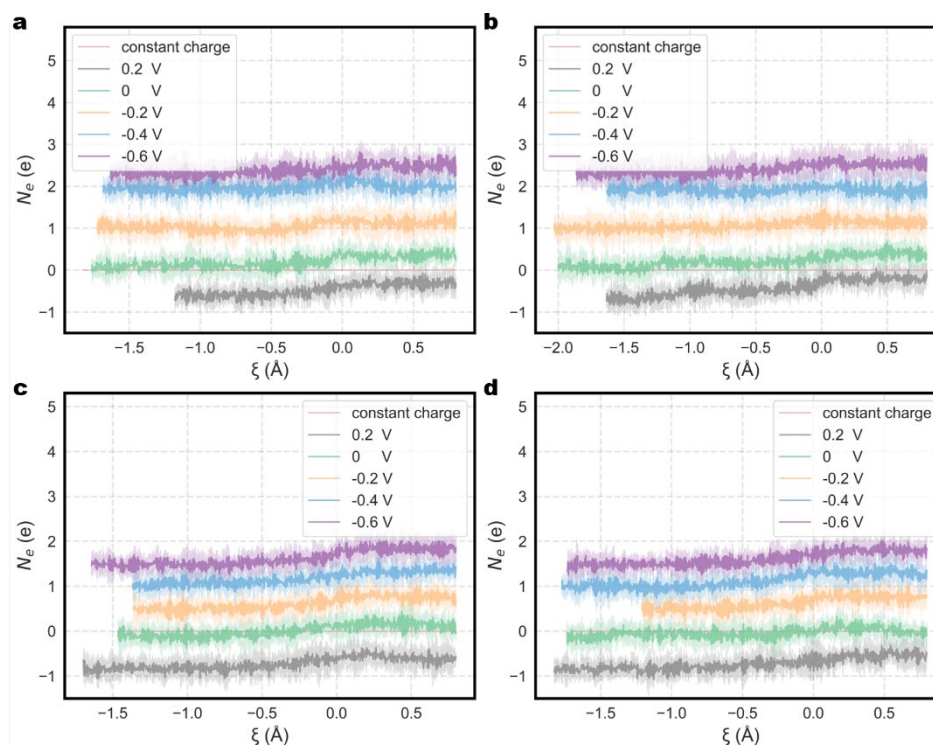 a
constant charge
0.2 V
0 V
-0.2 V
-0.4 V
-0.6 V
5
4
3
2
1
0
−1
Nₑ (e)
−1.5 −1.0 −0.5 0.0 0.5
ξ (Å)
b
constant charge
0.2 V
0 V
-0.2 V
-0.4 V
-0.6 V
5
4
3
2
1
0
−1
Nₑ (e)
−2.0 −1.5 −1.0 −0.5 0.0 0.5
ξ (Å)
c
constant charge
0.2 V
0 V
-0.2 V
-0.4 V
-0.6 V
5
4
3
2
1
0
−1
Nₑ (e)
−1.5 −1.0 −0.5 0.0 0.5
ξ (Å)
d
constant charge
0.2 V
0 V
-0.2 V
-0.4 V
-0.6 V
5
4
3
2
1
0
−1
Nₑ (e)
−1.5 −1.0 −0.5 0.0 0.5
ξ (Å)